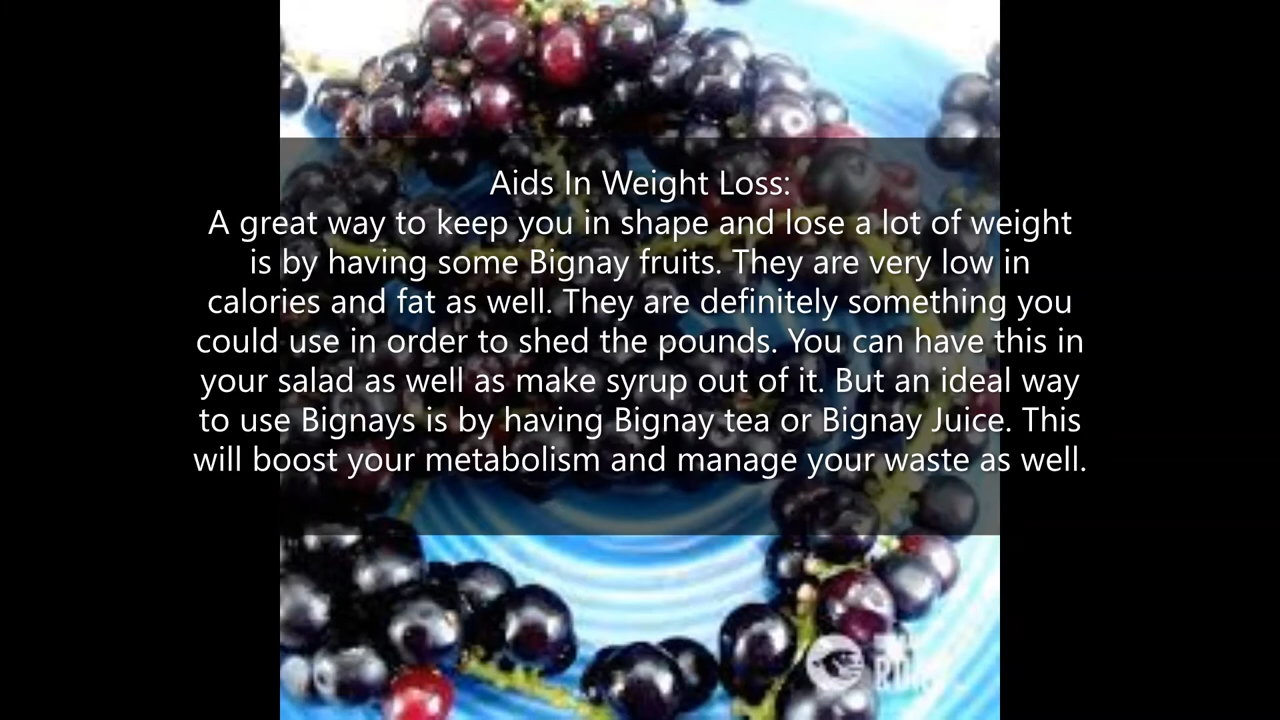 Aids In Weight Loss:
A great way to keep you in shape and lose a lot of weight
is by having some Bignay fruits. They are very low in
calories and fat as well. They are definitely something you
could use in order to shed the pounds. You can have this in
your salad as well as make syrup out of it. But an ideal way
to use Bignays is by having Bignay tea or Bignay Juice. This
will boost your metabolism and manage your waste as well.